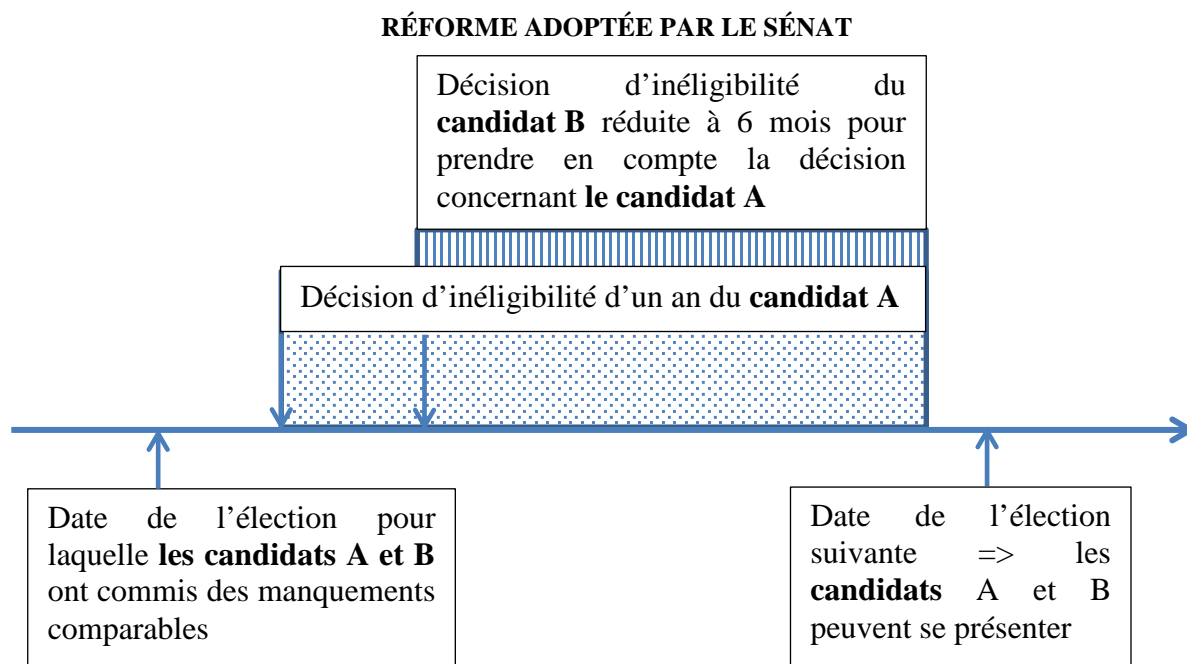 RÉFORME ADOPTÉE PAR LE SÉNAT
Décision d’inéligibilité du
candidat B réduite à 6 mois pour
prendre en compte la décision
concernant le candidat A
Décision d’inéligibilité d’un an du candidat A
Date de l’élection pour
laquelle les candidats A et B
ont commis des manquements
comparables
Date de l’élection
suivante => les
candidats A et B
peuvent se présenter